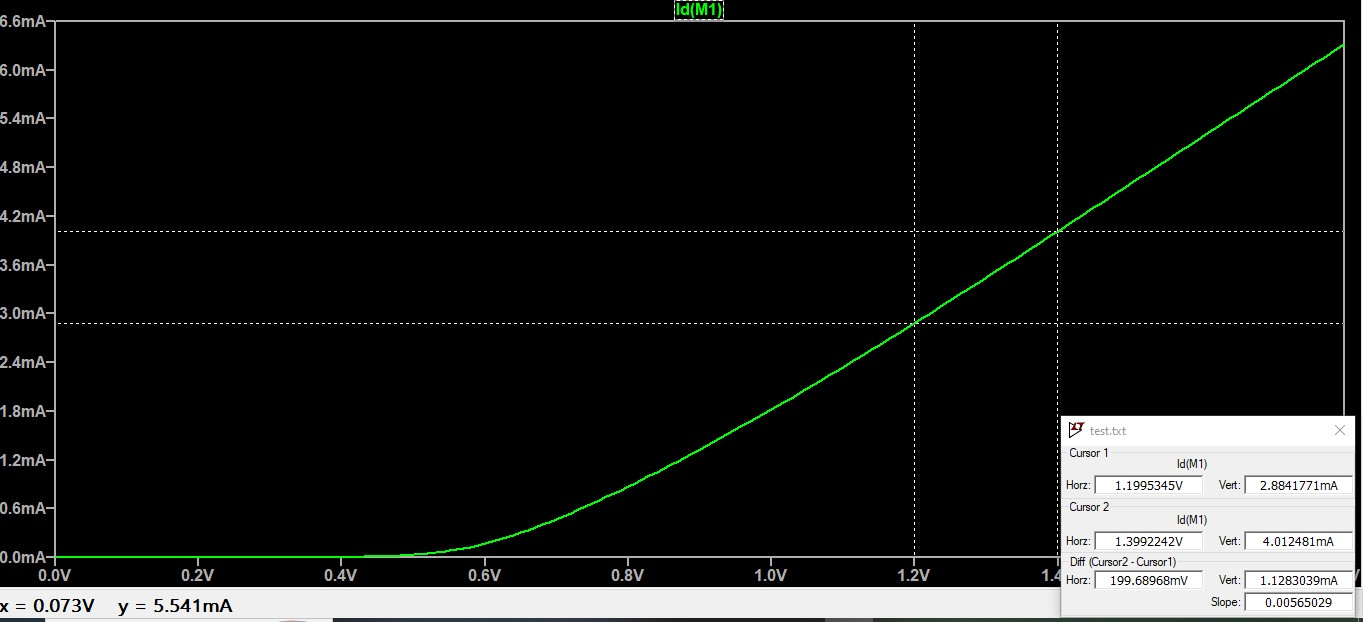 Id(M1)
6.6mA
6.0mA
5.4mA
4.8mA
4.2mA
3.6mA
3.0mA
2.4mA
1.8mA
1.2mA
0.6mA
0.0mA
0.0V 0.2V 0.4V 0.6V 0.8V 1.0V 1.2V 1.4
x = 0.073V y = 5.541mA
test.txt
Cursor 1
Id(M1)
Horz: 1.1995345V Vert: 2.8841771mA
Cursor 2
Id(M1)
Horz: 1.3992242V Vert: 4.012481mA
Diff (Cursor2 - Cursor1)
Horz: 199.68968mV Vert: 1.1283039mA
Slope: 0.00565029